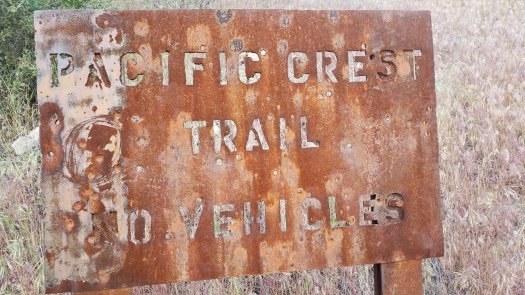 PACiFiC CREST
TRAiL
NO VEHiCLES